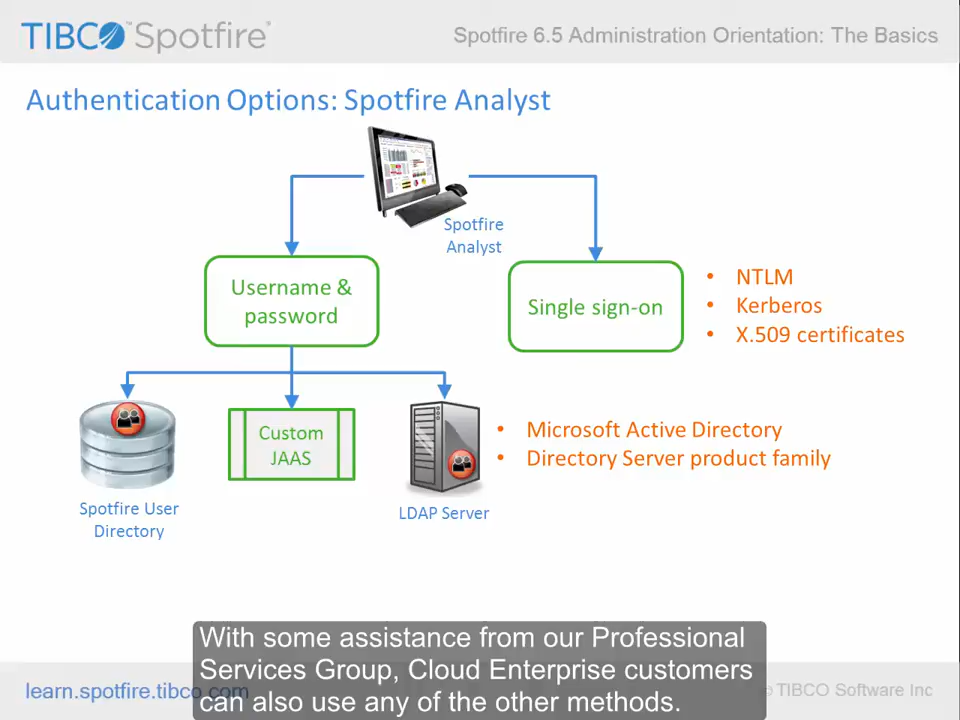 TIBCO™ Spotfire®
Spotfire 6.5 Administration Orientation: The Basics
Authentication Options: Spotfire Analyst
Spotfire
Analyst
Username &
password
Single sign-on
• NTLM
• Kerberos
• X.509 certificates
Custom
JAAS
• Microsoft Active Directory
• Directory Server product family
Spotfire User
Directory
LDAP Server
With some assistance from our Professional
Services Group, Cloud Enterprise customers
can also use any of the other methods.
learn.spotfire.tibco.com
© TIBCO Software Inc